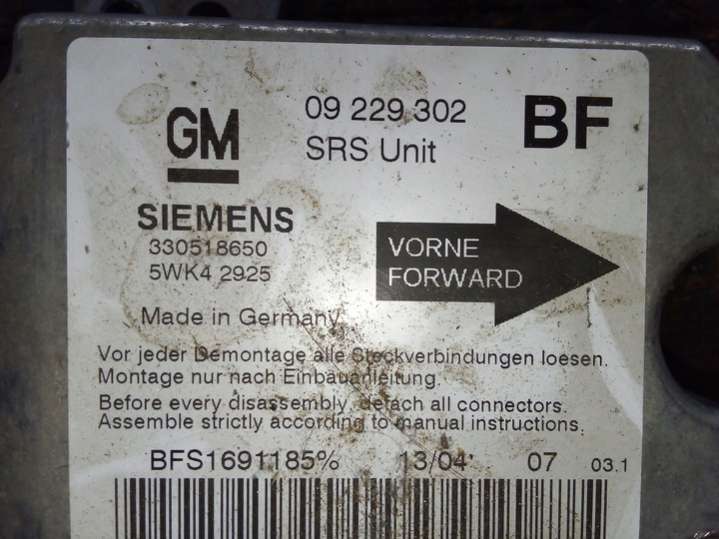 GM
09 229 302
SRS Unit
BF
SIEMENS
330518650
5WK4 2925
VORNE
FORWARD
Made in Germany
Vor jeder Demontage alle Steckverbindungen loesen.
Montage nur nach Einbauanleitung.
Before every disassembly, detach all connectors.
Assemble strictly according to manual instructions.
BFS1691185% 13/04 07 03.1